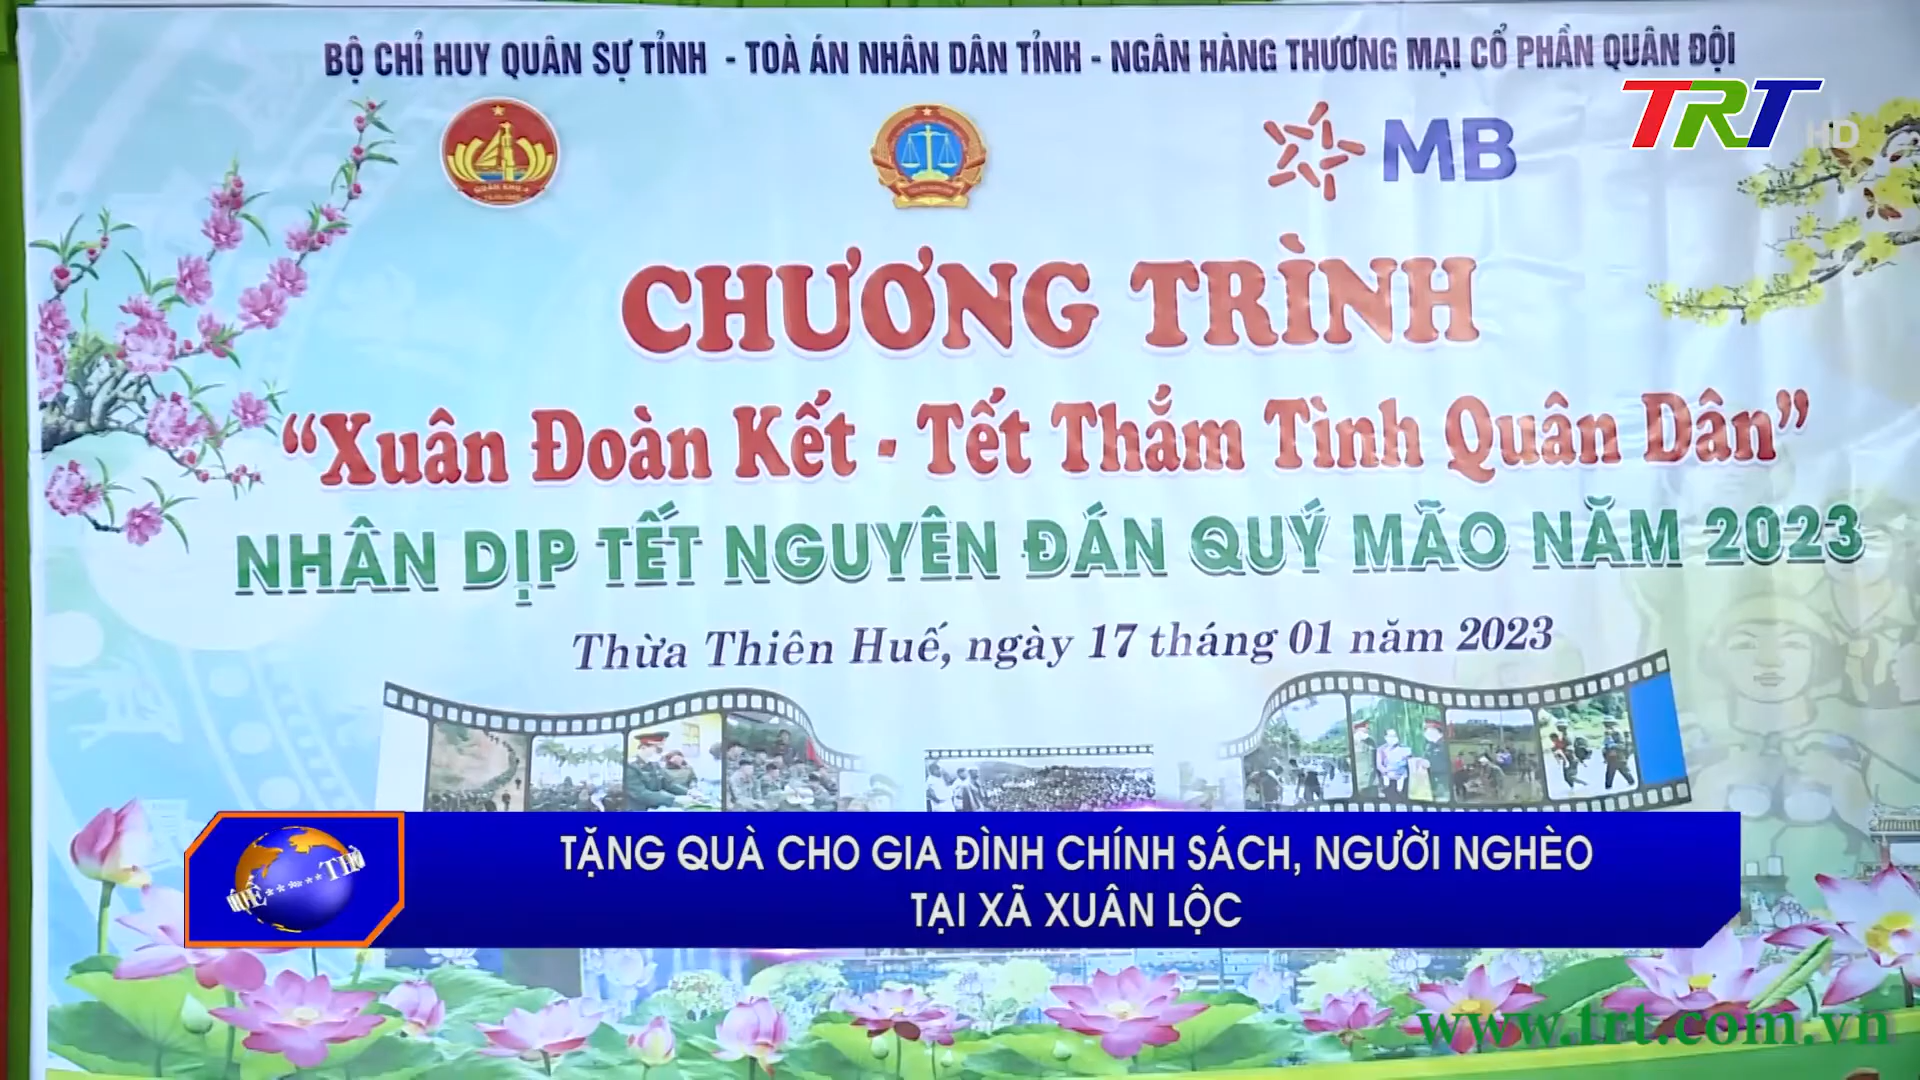 BỘ CHỈ HUY QUÂN SỰ TỈNH - TOÀ ÁN NHÂN DÂN TỈNH - NGÂN HÀNG THƯƠNG MẠI CỔ PHẦN QUÂN ĐỘI
TRT HD
QUÂN KHU 4
MB
CHƯƠNG TRÌNH
“Xuân Đoàn Kết - Tết Thắm Tình Quân Dân”
NHÂN DỊP TẾT NGUYÊN ĐÁN QUÝ MÃO NĂM 2023
Thừa Thiên Huế, ngày 17 tháng 01 năm 2023
TẶNG QUÀ CHO GIA ĐÌNH CHÍNH SÁCH, NGƯỜI NGHÈO
TẠI XÃ XUÂN LỘC
www.trt.com.vn